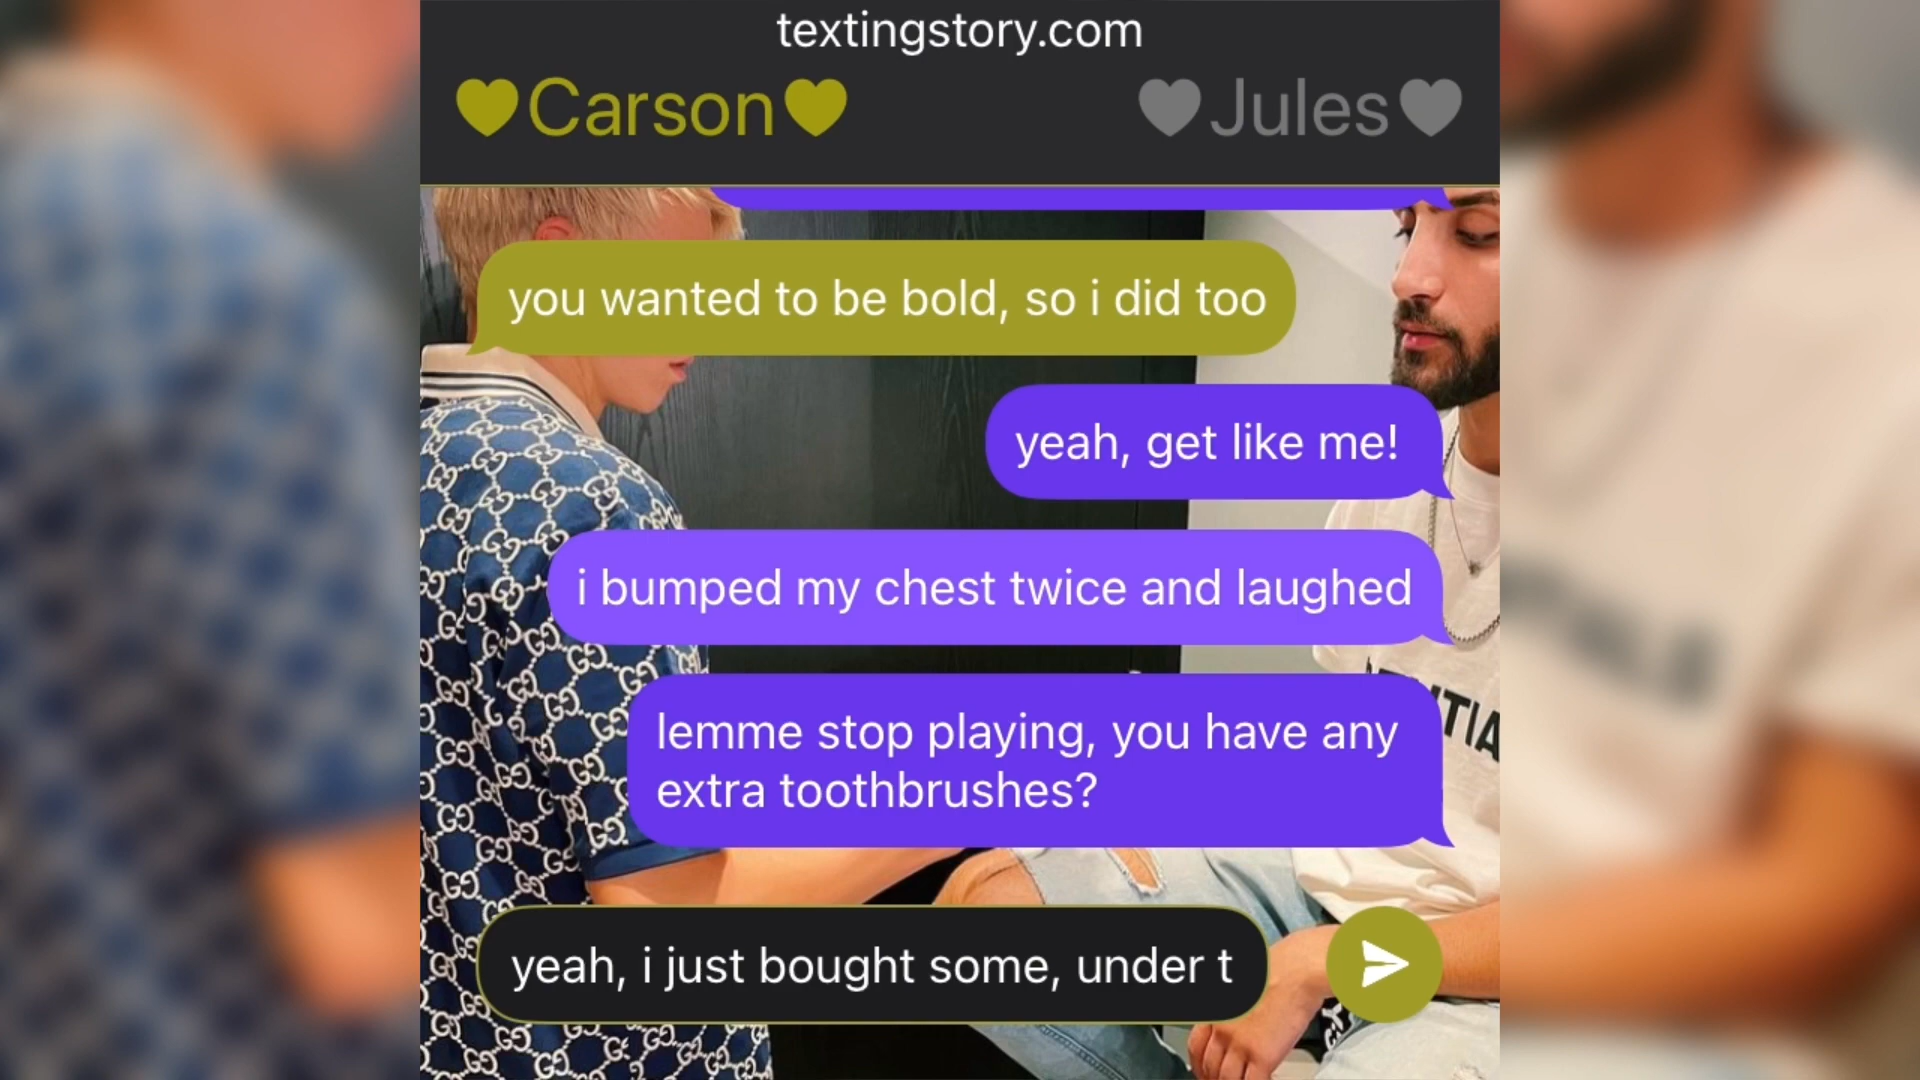 textingstory.com
♥Carson♥ ♥Jules♥
you wanted to be bold, so i did too
yeah, get like me!
i bumped my chest twice and laughed
lemme stop playing, you have any
extra toothbrushes?
NTIA
yeah, i just bought some, under t